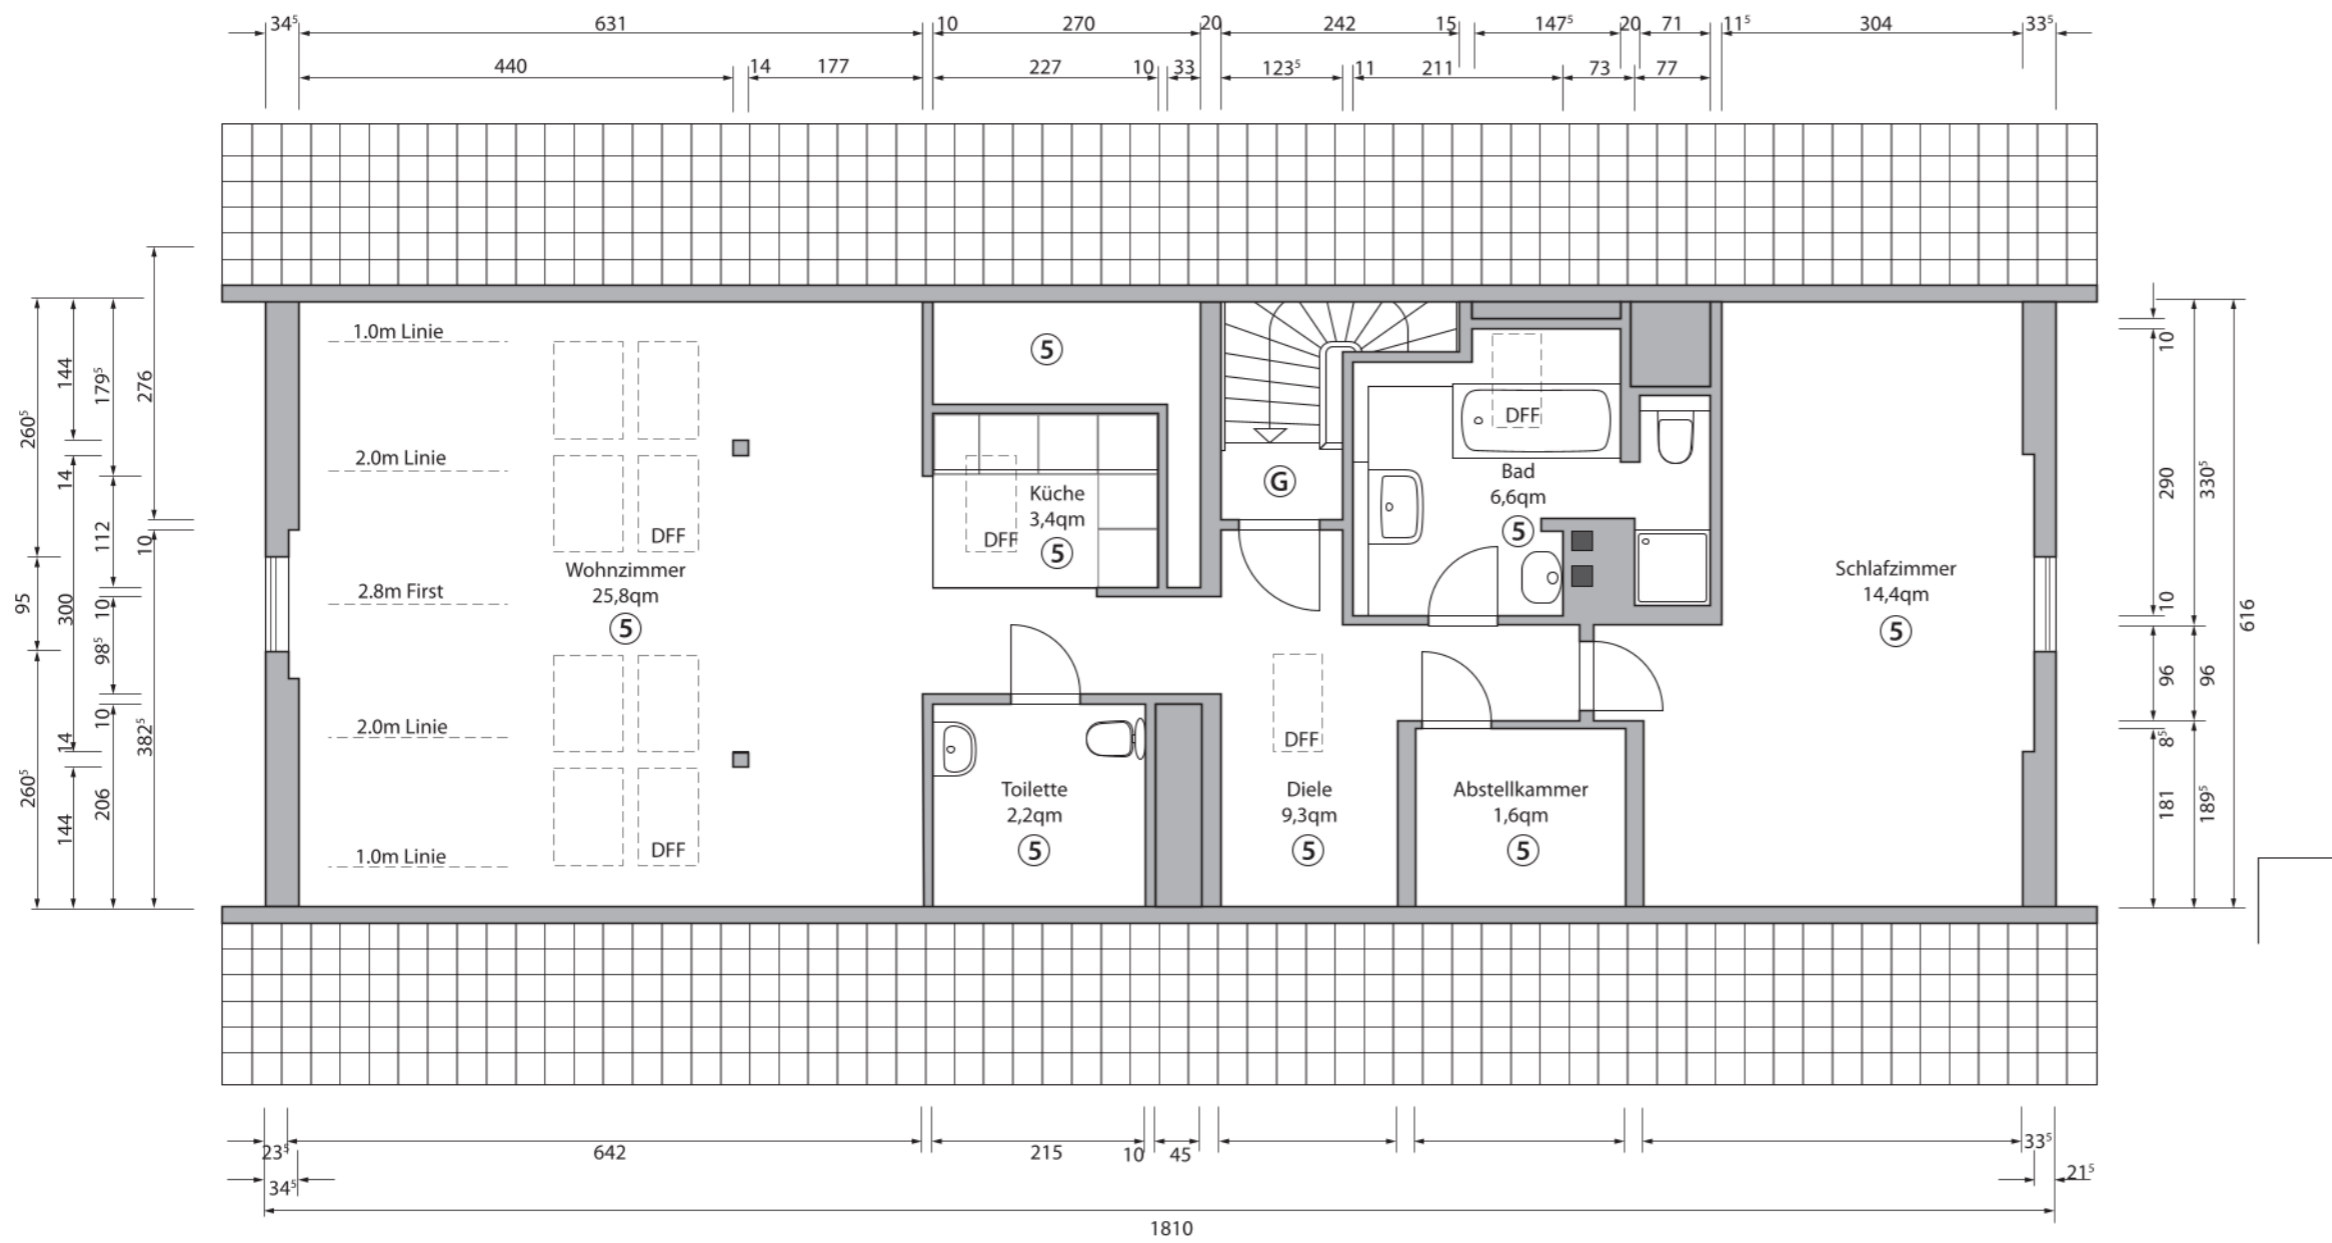 34⁵ 631 10 270 20 242 15 147⁵ 20 71 11⁵ 304 33⁵
440 14 177 227 10 33 123⁵ 11 211 73 77
1.0m Linie
2.0m Linie
2.8m First
2.0m Linie
1.0m Linie
DFF
DFF
Wohnzimmer
25,8qm
5
5
Küche
3,4qm
5
DFF
G
DFF
Bad
6,6qm
5
Schlafzimmer
14,4qm
5
Toilette
2,2qm
5
DFF
Diele
9,3qm
5
Abstellkammer
1,6qm
5
260⁵
95
260⁵
144
14
300
14
144
179⁵
112
10
98⁵
10
206
276
10
382⁵
10
290
10
96
8⁵
181
330⁵
96
189⁵
616
23⁵ 642 215 10 45 33⁵
34⁵ 21⁵
1810